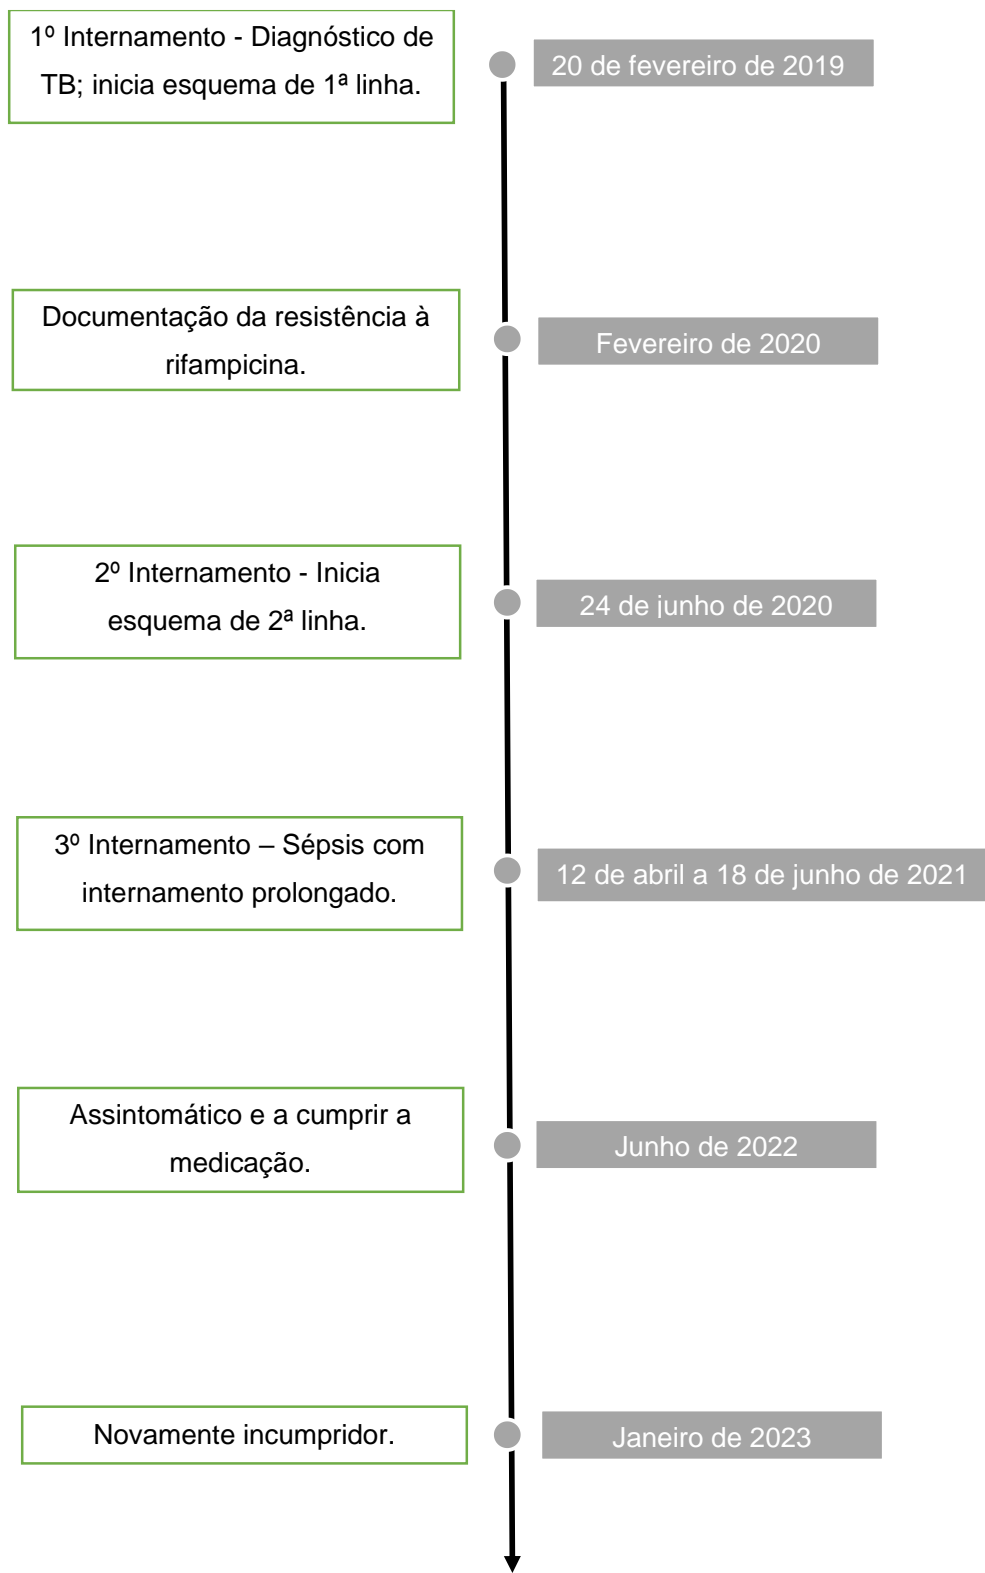 1º Internamento - Diagnóstico de
TB; inicia esquema de 1ª linha.
20 de fevereiro de 2019
Documentação da resistência à
rifampicina.
Fevereiro de 2020
2º Internamento - Inicia
esquema de 2ª linha.
24 de junho de 2020
3º Internamento – Sépsis com
internamento prolongado.
12 de abril a 18 de junho de 2021
Assintomático e a cumprir a
medicação.
Junho de 2022
Novamente incumpridor.
Janeiro de 2023